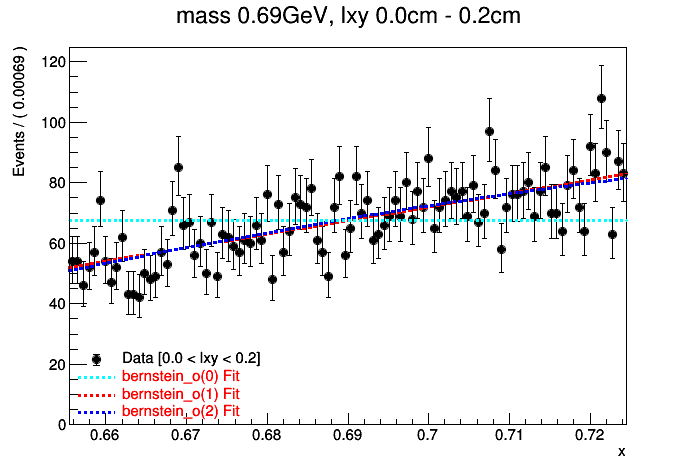 mass 0.69GeV, lxy 0.0cm - 0.2cm
Events / ( 0.00069 )
120
100
80
60
40
20
0
Data [0.0 < lxy < 0.2]
bernstein_o(0) Fit
bernstein_o(1) Fit
bernstein_o(2) Fit
0.66 0.67 0.68 0.69 0.7 0.71 0.72
x